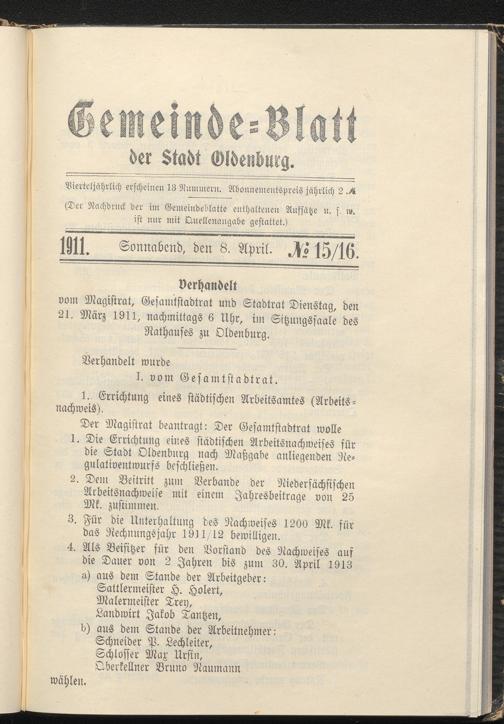 Gemeinde=Blatt
der Stadt Oldenburg.
Vierteljährlich erscheinen 13 Nummern. Abonnementspreis jährlich 2 ℳ
(Der Nachdruck der im Gemeindeblatte enthaltenen Aufsätze u. s. w.
ist nur mit Quellenangabe gestattet.)
1911. Sonnabend, den 8. April. № 15/16.
Verhandelt
vom Magistrat, Gesamtstadtrat und Stadtrat Dienstag, den
21. März 1911, nachmittags 6 Uhr, im Sitzungssaale des
Rathauses zu Oldenburg.
Verhandelt wurde
I. vom Gesamtstadtrat.
1. Errichtung eines städtischen Arbeitsamtes (Arbeits=
nachweis).
Der Magistrat beantragt: Der Gesamtstadtrat wolle
1. Die Errichtung eines städtischen Arbeitsnachweises für
die Stadt Oldenburg nach Maßgabe anliegenden Re=
gulativentwurfs beschließen.
2. Dem Beitritt zum Verbande der Niedersächsischen
Arbeitsnachweise mit einem Jahresbeitrage von 25
Mk. zustimmen.
3. Für die Unterhaltung des Nachweises 1200 Mk. für
das Rechnungsjahr 1911/12 bewilligen.
4. Als Beisitzer für den Vorstand des Nachweises auf
die Dauer von 2 Jahren bis zum 30. April 1913
a) aus dem Stande der Arbeitgeber:
Sattlermeister H. Holert,
Malermeister Trey,
Landwirt Jakob Tantzen,
b) aus dem Stande der Arbeitnehmer:
Schneider P. Lechleiter,
Schlosser Max Ursin,
Oberkellner Bruno Naumann
wählen.